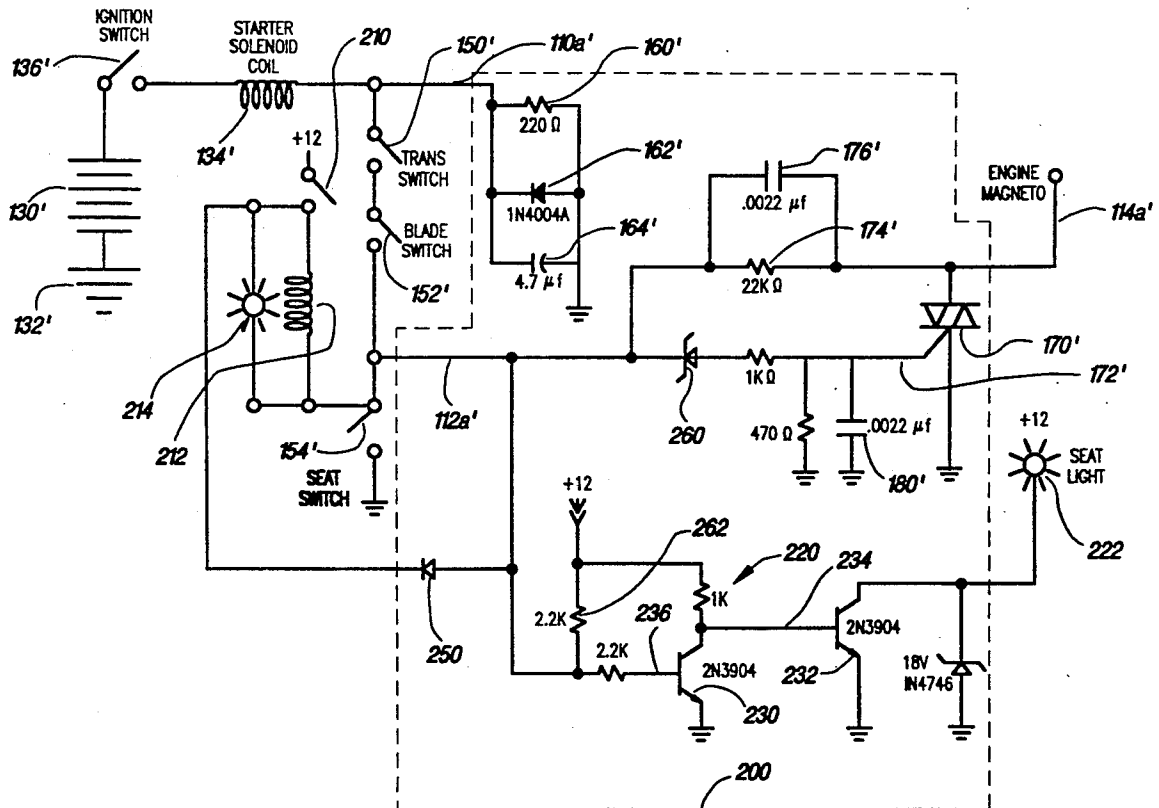 IGNITION
SWITCH
136'
STARTER
SOLENOID
COIL
210
150'
110a'
160'
134'
+12
220 Ω
TRANS
SWITCH
162'
1N4004A
176'
.0022 µf
ENGINE
MAGNETO
114a'
130'
BLADE
SWITCH
164'
4.7 µf
174'
22K Ω
152'
132'
170'
1K Ω
172'
214
212
112a'
260
470 Ω
.0022 µf
180'
+12
SEAT
LIGHT
154'
SEAT
SWITCH
+12
222
262
220
234
1K
2.2K
236
2N3904
250
2.2K
2N3904
232
18V
IN4746
230
200